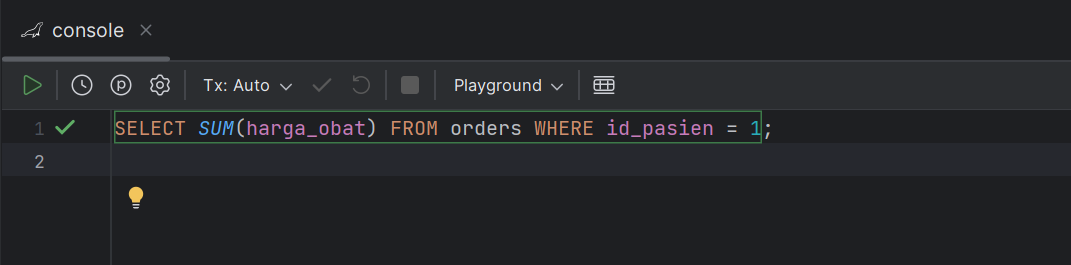 console
Tx: Auto Playground
1 SELECT SUM(harga_obat) FROM orders WHERE id_pasien = 1;
2